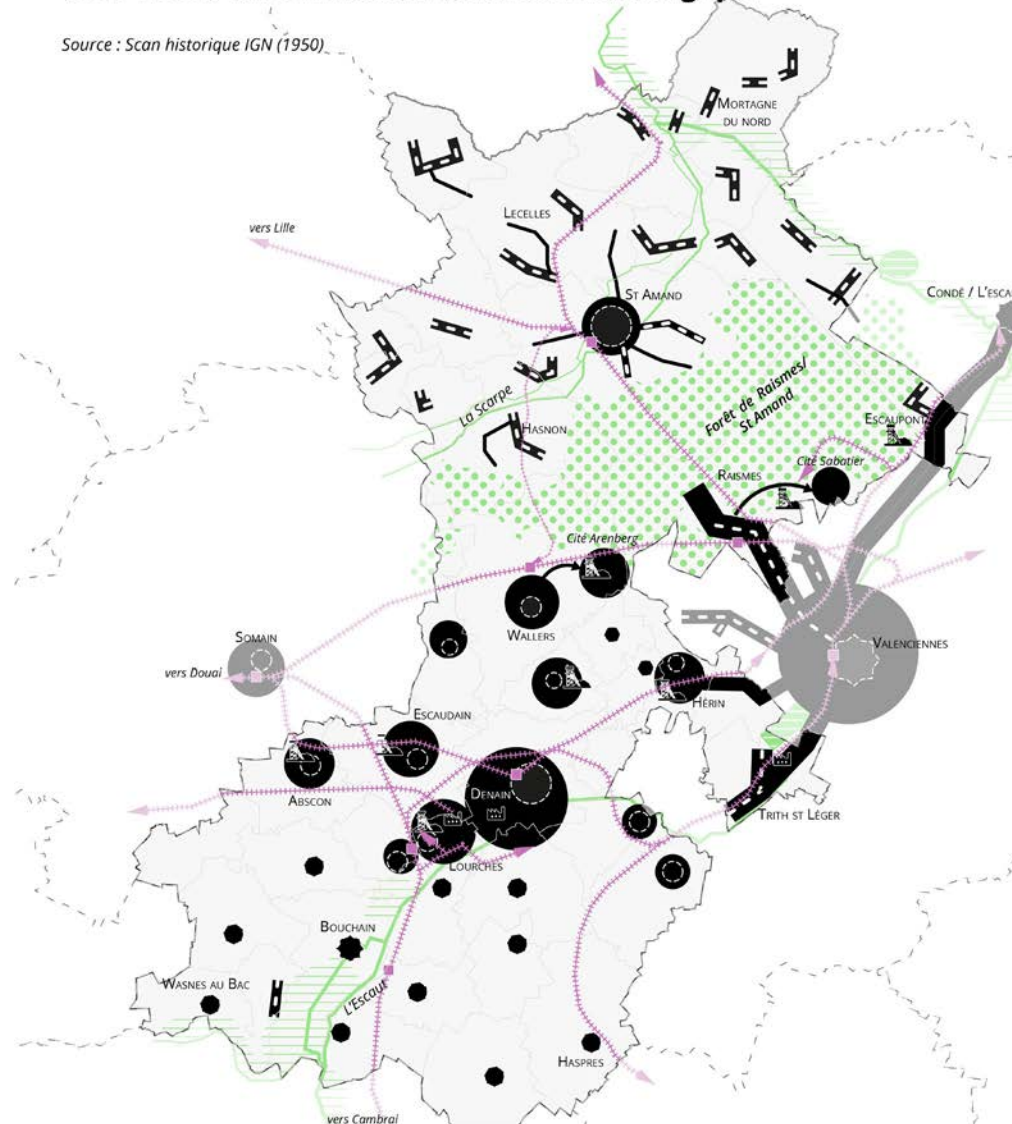 Source : Scan historique IGN (1950)
Mortagne
du nord
Lecelles
vers Lille
St Amand
Condé / L'esca
Forêt de Raismes/
St Amand
La Scarpe
Escaupont
Hasnon
Cité Sabatier
Raismes
Cité Arenberg
Wallers
Somain
vers Douai
Valenciennes
Hérin
Escaudain
Abscon
Denain
Trith st Léger
Lourches
Bouchain
Wasnes au Bac
L'Escaut
Haspres
vers Cambrai